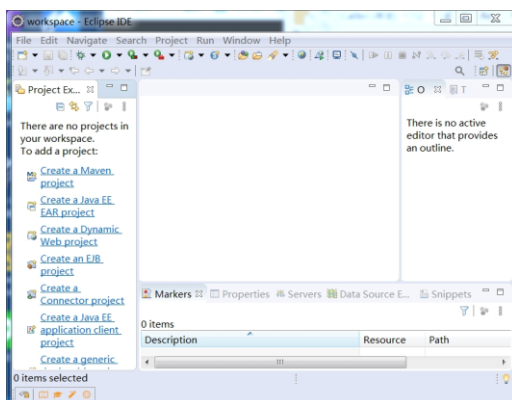 workspace - Eclipse IDE
File Edit Navigate Search Project Run Window Help
Project Ex...
There are no projects in
your workspace.
To add a project:
Create a Maven
project
Create a Java EE
EAR project
Create a Dynamic
Web project
Create an EJB
project
Create a
Connector project
Create a Java EE
application client
project
Create a generic
O
T
There is no active
editor that provides
an outline.
Markers Properties Servers Data Source E... Snippets
0 items
Description Resource Path
0 items selected